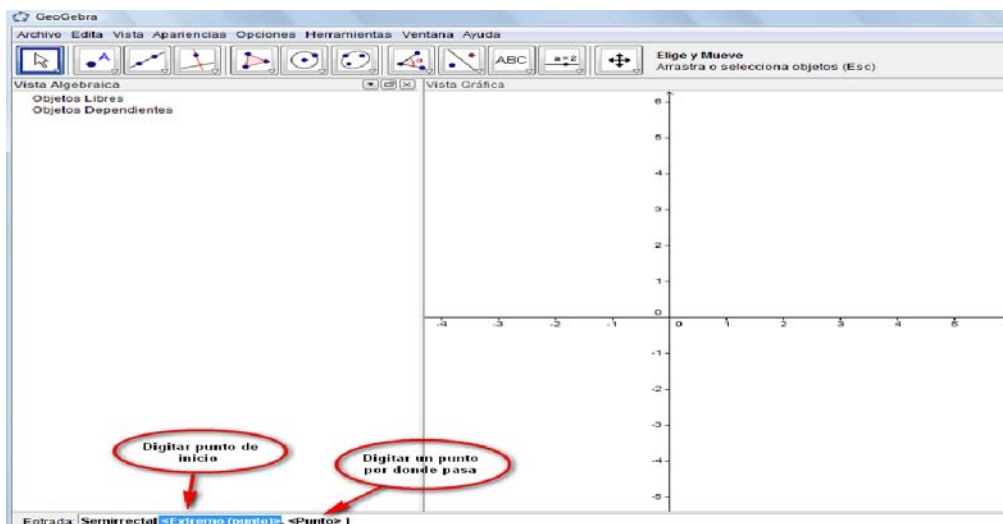 GeoGebra
Archivo Edita Vista Apariencias Opciones Herramientas Ventana Ayuda
A
α
ABC
a=2
Elige y Mueve
Arrastra o selecciona objetos (Esc)
Vista Algebraica
Vista Gráfica
Objetos Libres
Objetos Dependientes
6
5
4
3
2
1
0
-4 -3 -2 -1 0 1 2 3 4 5
-1
-2
-3
-4
-5
Digitar punto de
inicio
Digitar un punto
por donde pasa
Entrada: Semirrecta[ <Extremo (punto)>, <Punto> ]